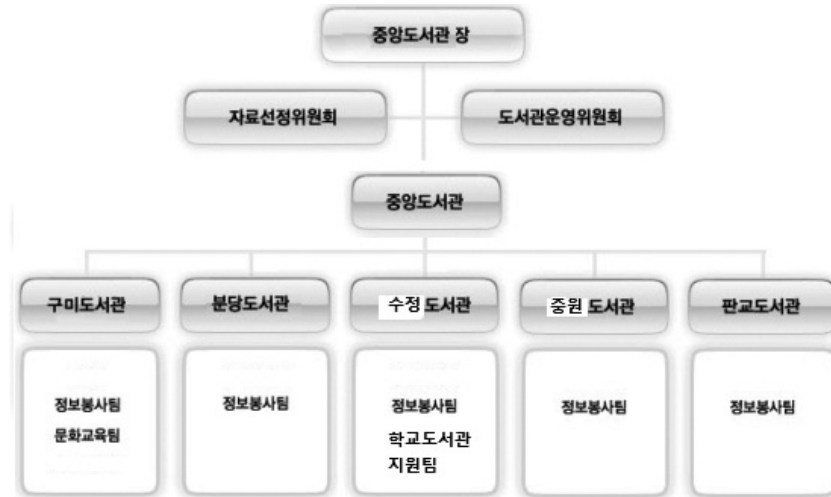 중앙도서관 장
자료선정위원회
도서관운영위원회
중앙도서관
구미도서관
분당도서관
수정 도서관
중원 도서관
판교도서관
정보봉사팀
문화교육팀
정보봉사팀
정보봉사팀
학교도서관
지원팀
정보봉사팀
정보봉사팀